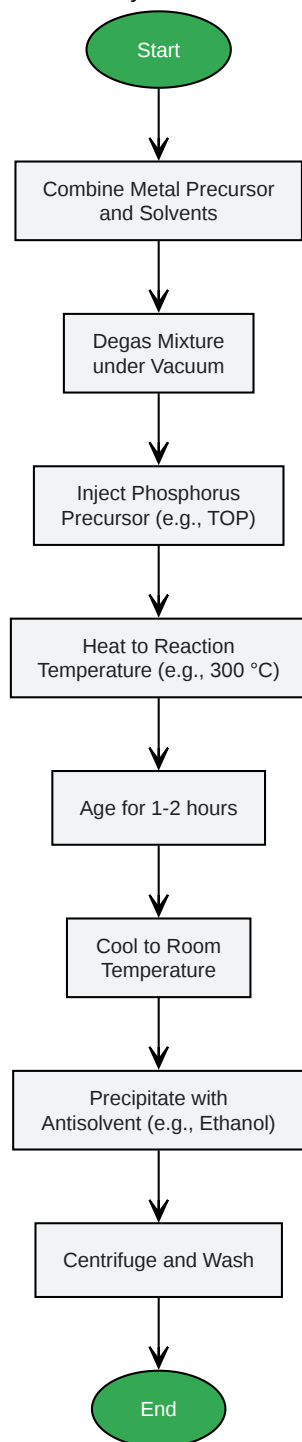 Start
Combine Metal Precursor
and Solvents
Degas Mixture
under Vacuum
Inject Phosphorus
Precursor (e.g., TOP)
Heat to Reaction
Temperature (e.g., 300 °C)
Age for 1-2 hours
Cool to Room
Temperature
Precipitate with
Antisolvent (e.g., Ethanol)
Centrifuge and Wash
End